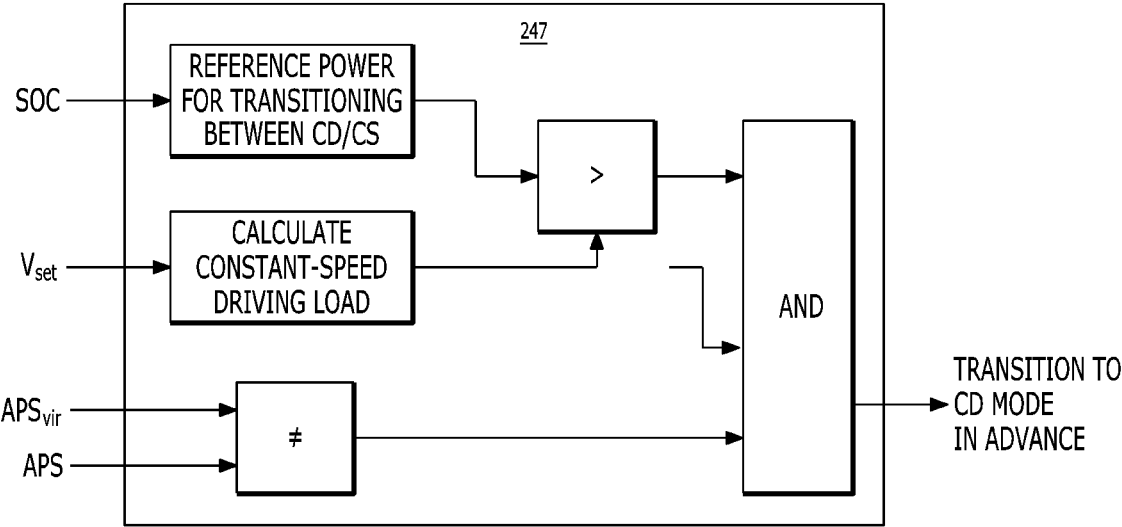 247
REFERENCE POWER
FOR TRANSITIONING
BETWEEN CD/CS
SOC
>
CALCULATE
CONSTANT-SPEED
DRIVING LOAD
Vset
AND
APSvir
≠
APS
TRANSITION TO
CD MODE
IN ADVANCE